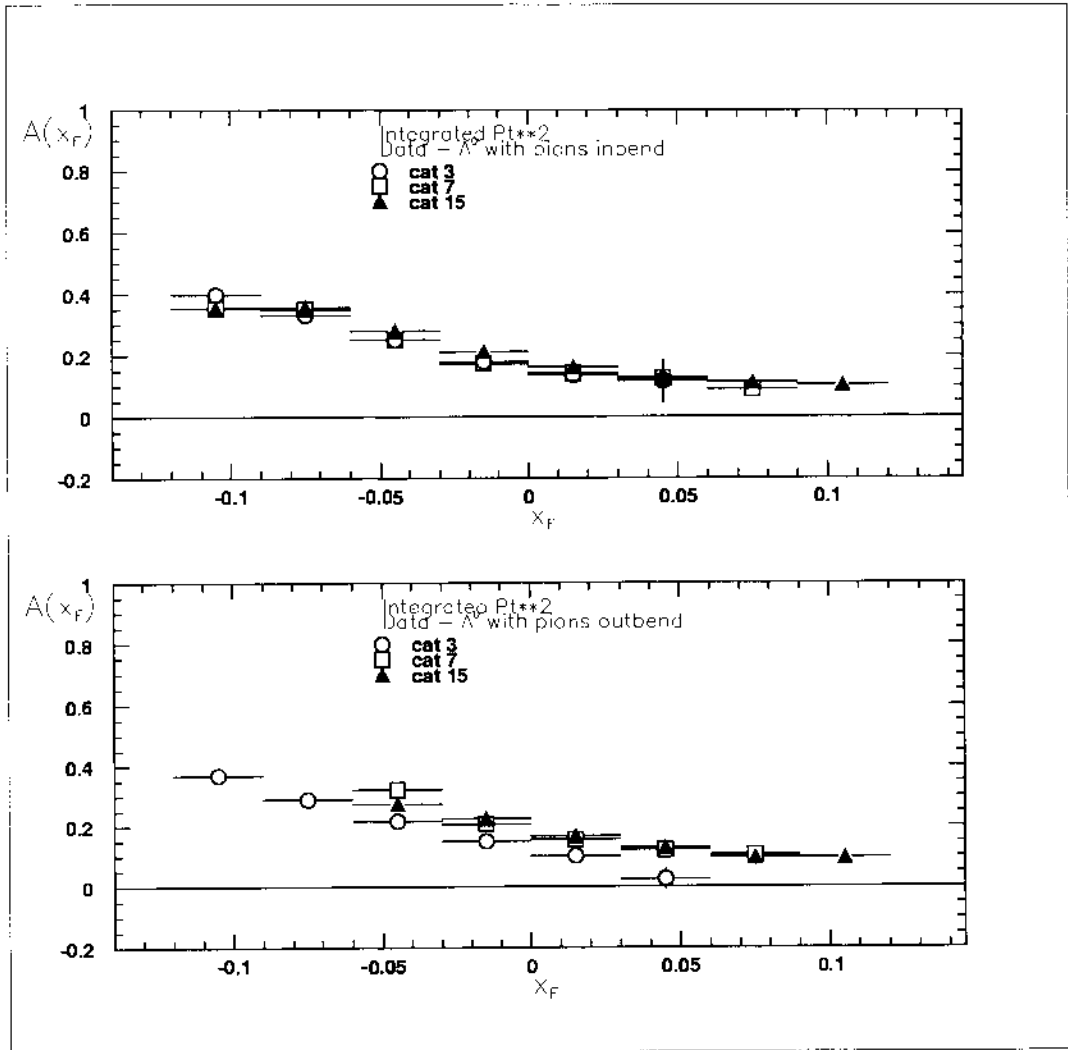 A(x_F)
1
0.8
0.6
0.4
0.2
0
-0.2
Integrated Pt**2
Data - Λ⁰ with pions inbend
cat 3
cat 7
cat 15
-0.1
-0.05
0
0.05
0.1
x_F
A(x_F)
1
0.8
0.6
0.4
0.2
0
-0.2
Integrated Pt**2
Data - Λ⁰ with pions outbend
cat 3
cat 7
cat 15
-0.1
-0.05
0
0.05
0.1
x_F